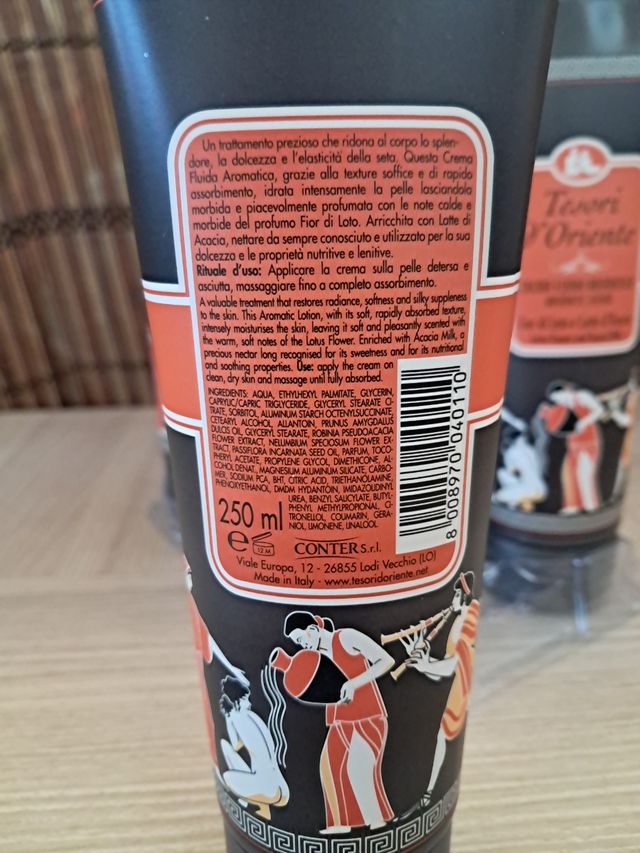 Un trattamento prezioso che ridona al corpo lo splen-
dore, la dolcezza e l'elasticità della seta. Questa Crema
Fluida Aromatica, grazie alla texture soffice e di rapido
assorbimento, idrata intensamente la pelle lasciandola
morbida e piacevolmente profumata con le note calde e
morbide del profumo Fior di Loto. Arricchita con Latte di
Acacia, nettare da sempre conosciuto e utilizzato per la sua
dolcezza e le proprietà nutritive e lenitive.
Rituale d'uso: Applicare la crema sulla pelle detersa e
asciutta, massaggiare fino a completo assorbimento.
A valuable treatment that restores radiance, softness and silky suppleness
to the skin. This Aromatic Lotion, with its soft, rapidly absorbed texture,
intensely moisturises the skin, leaving it soft and pleasantly scented with
the warm, soft notes of the Lotus Flower. Enriched with Acacia Milk, a
precious nectar long recognised for its sweetness and for its nutritional
and soothing properties. Use: apply the cream on
clean, dry skin and massage until fully absorbed.
INGREDIENTS: AQUA, ETHYLHEXYL PALMITATE, GLYCERIN,
CAPRYLIC/CAPRIC TRIGLYCERIDE, GLYCERYL STEARATE CI-
TRATE, SORBITOL, ALUMINUM STARCH OCTENYLSUCCINATE,
CETEARYL ALCOHOL, ALLANTOIN, PRUNUS AMYGDALUS
DULCIS OIL, GLYCERYL STEARATE, ROBINIA PSEUDOACACIA
FLOWER EXTRACT, NELUMBIUM SPECIOSUM FLOWER EX-
TRACT, PASSIFLORA INCARNATA SEED OIL, PARFUM, TOCO-
PHERYL ACETATE, PROPYLENE GLYCOL, DIMETHICONE, AL-
COHOL DENAT., MAGNESIUM ALUMINUM SILICATE, CARBO-
MER, SODIUM PCA, BHT, CITRIC ACID, TRIETHANOLAMINE,
PHENOXYETHANOL, DMDM HYDANTOIN, IMIDAZOLIDINYL
UREA, BENZYL SALICYLATE, BUTYL-
PHENYL METHYLPROPIONAL, CI-
TRONELLOL, COUMARIN, GERA-
NIOL, LIMONENE, LINALOOL.
250 ml
e 12 M CONTER S.r.l.
Viale Europa, 12 - 26855 Lodi Vecchio (LO)
Made in Italy - www.tesoridoriente.net
8 008970 040110
Tesori
d'Oriente